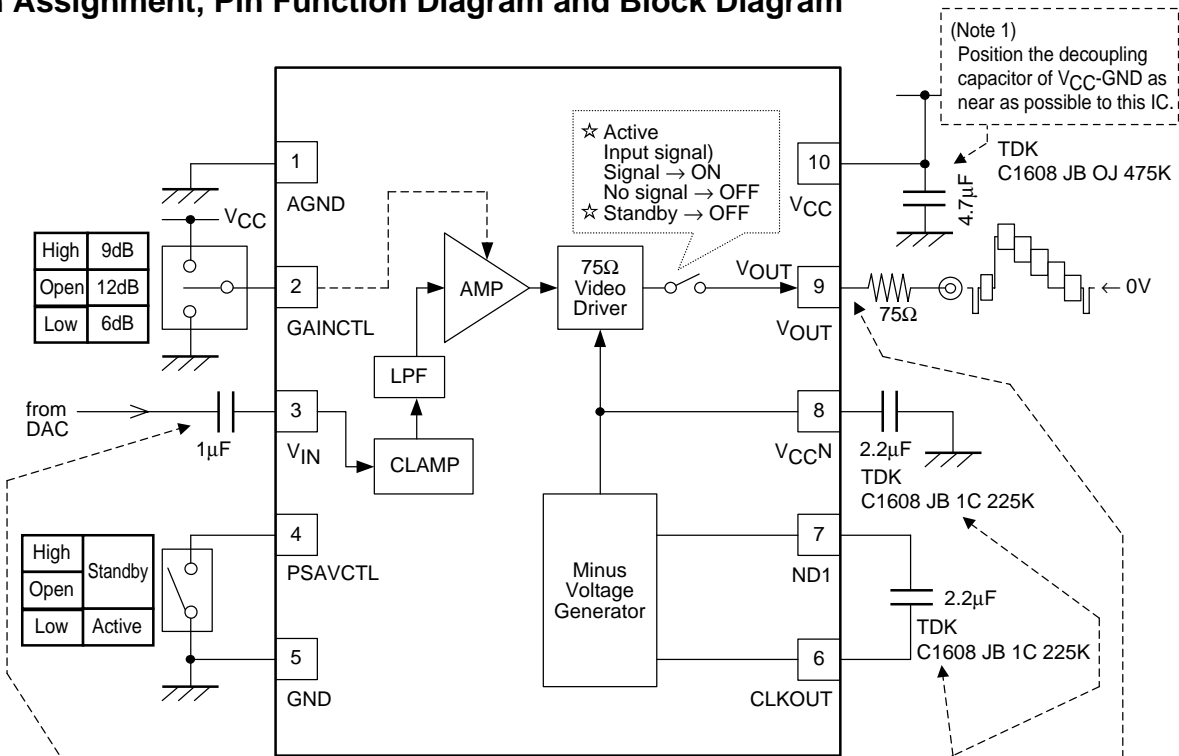 Assignment, Pin Function Diagram and Block Diagram
(Note 1)
Position the decoupling
capacitor of VCC-GND as
near as possible to this IC.
TDK
C1608 JB OJ 475K
4.7μF
☆ Active
Input signal)
Signal → ON
No signal → OFF
☆ Standby → OFF
1
AGND
10
VCC
VCC
High 9dB
Open 12dB
Low 6dB
2
GAINCTL
AMP
75Ω
Video
Driver
VOUT
9
VOUT
75Ω
← 0V
LPF
from
DAC
1μF
3
VIN
CLAMP
8
VCCN
2.2μF
TDK
C1608 JB 1C 225K
High
Open
Standby
Low Active
4
PSAVCTL
Minus
Voltage
Generator
7
ND1
2.2μF
TDK
C1608 JB 1C 225K
5
GND
6
CLKOUT